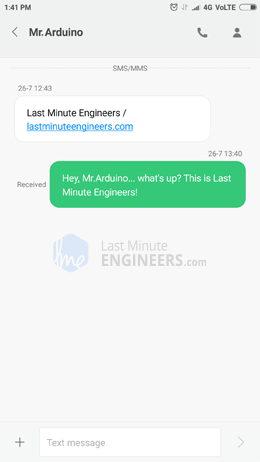 1:41 PM
4G VoLTE
Mr.Arduino
SMS/MMS
26-7 12:43
Last Minute Engineers /
lastminuteengineers.com
26-7 13:40
Received
Hey, Mr.Arduino... what's up? This is Last
Minute Engineers!
Last Minute
ENGINEERS.com
Text message